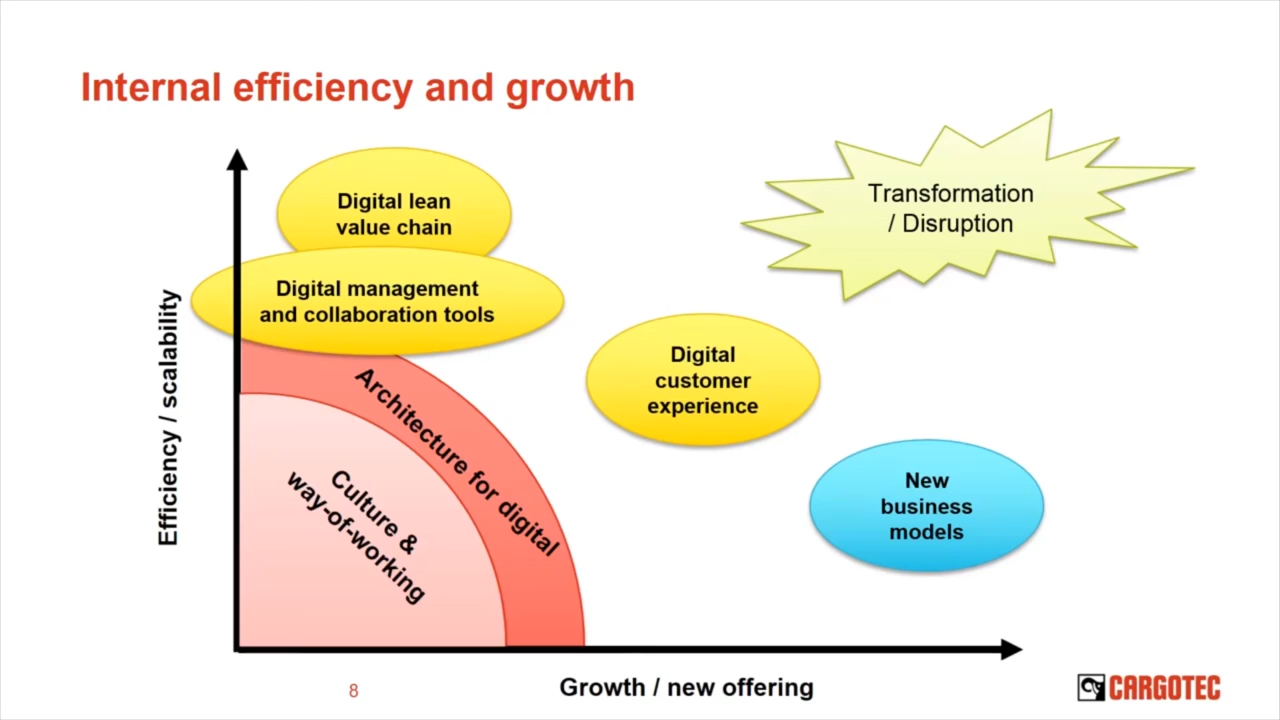 Internal efficiency and growth
Digital lean
value chain
Transformation
/ Disruption
Digital management
and collaboration tools
Efficiency / scalability
Digital
customer
experience
Architecture for digital
Culture &
way-of-working
New
business
models
8
Growth / new offering
CARGOTEC